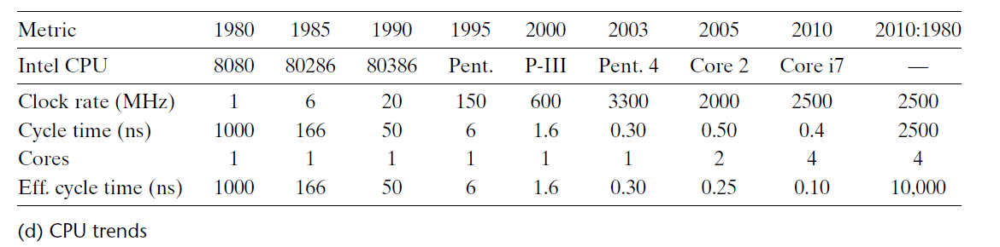 Metric 1980 1985 1990 1995 2000 2003 2005 2010 2010:1980
Intel CPU 8080 80286 80386 Pent. P-III Pent. 4 Core 2 Core i7 —
Clock rate (MHz) 1 6 20 150 600 3300 2000 2500 2500
Cycle time (ns) 1000 166 50 6 1.6 0.30 0.50 0.4 2500
Cores 1 1 1 1 1 1 2 4 4
Eff. cycle time (ns) 1000 166 50 6 1.6 0.30 0.25 0.10 10,000
(d) CPU trends